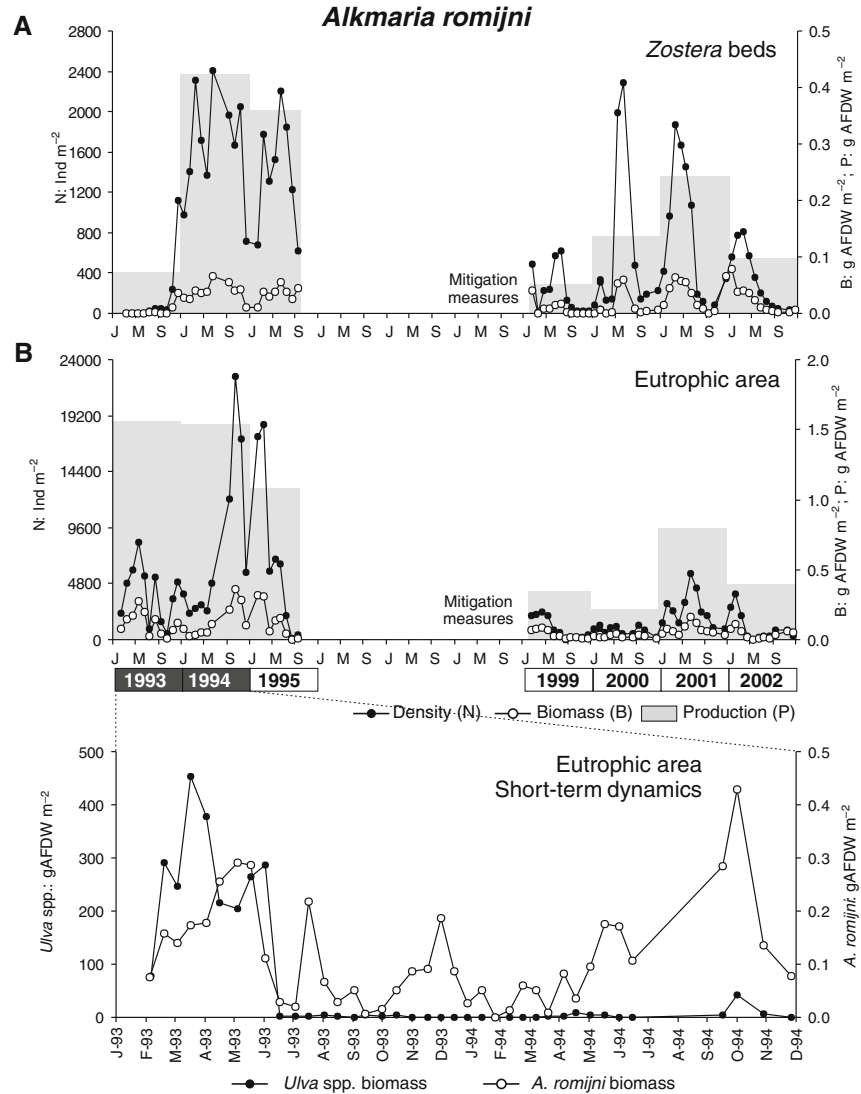 Alkmaria romijni
A
Zostera beds
N: Ind m⁻²
2800
2400
2000
1600
1200
800
400
0
B: g AFDW m⁻²; P: g AFDW m⁻²
0.5
0.4
0.3
0.2
0.1
0.0
Mitigation
measures
J M M S J M M S J M M S J M M S J M M S J M M S J M M S J M M S J M M S J M M S
B
Eutrophic area
N: Ind m⁻²
24000
19200
14400
9600
4800
0
B: g AFDW m⁻²; P: g AFDW m⁻²
2.0
1.5
1.0
0.5
0.0
Mitigation
measures
J M M S J M M S J M M S J M M S J M M S J M M S J M M S J M M S J M M S J M M S
1993 1994 1995 1999 2000 2001 2002
Density (N) Biomass (B) Production (P)
Eutrophic area
Short-term dynamics
Ulva spp.: gAFDW m⁻²
500
400
300
200
100
0
A. romijni: gAFDW m⁻²
0.5
0.4
0.3
0.2
0.1
0.0
J-93 F-93 M-93 A-93 M-93 J-93 J-93 A-93 S-93 O-93 N-93 D-93 J-94 F-94 M-94 A-94 M-94 J-94 J-94 A-94 S-94 O-94 N-94 D-94
Ulva spp. biomass A. romijni biomass